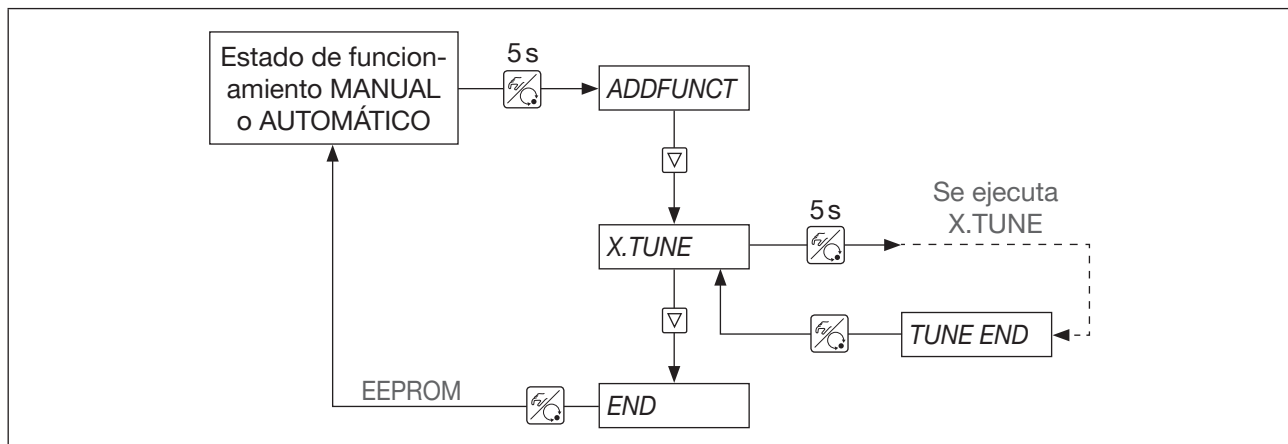 Estado de funcion-
amiento MANUAL
o AUTOMÁTICO
5 s
ADDFUNCT
X.TUNE
5 s
Se ejecuta
X.TUNE
TUNE END
EEPROM
END